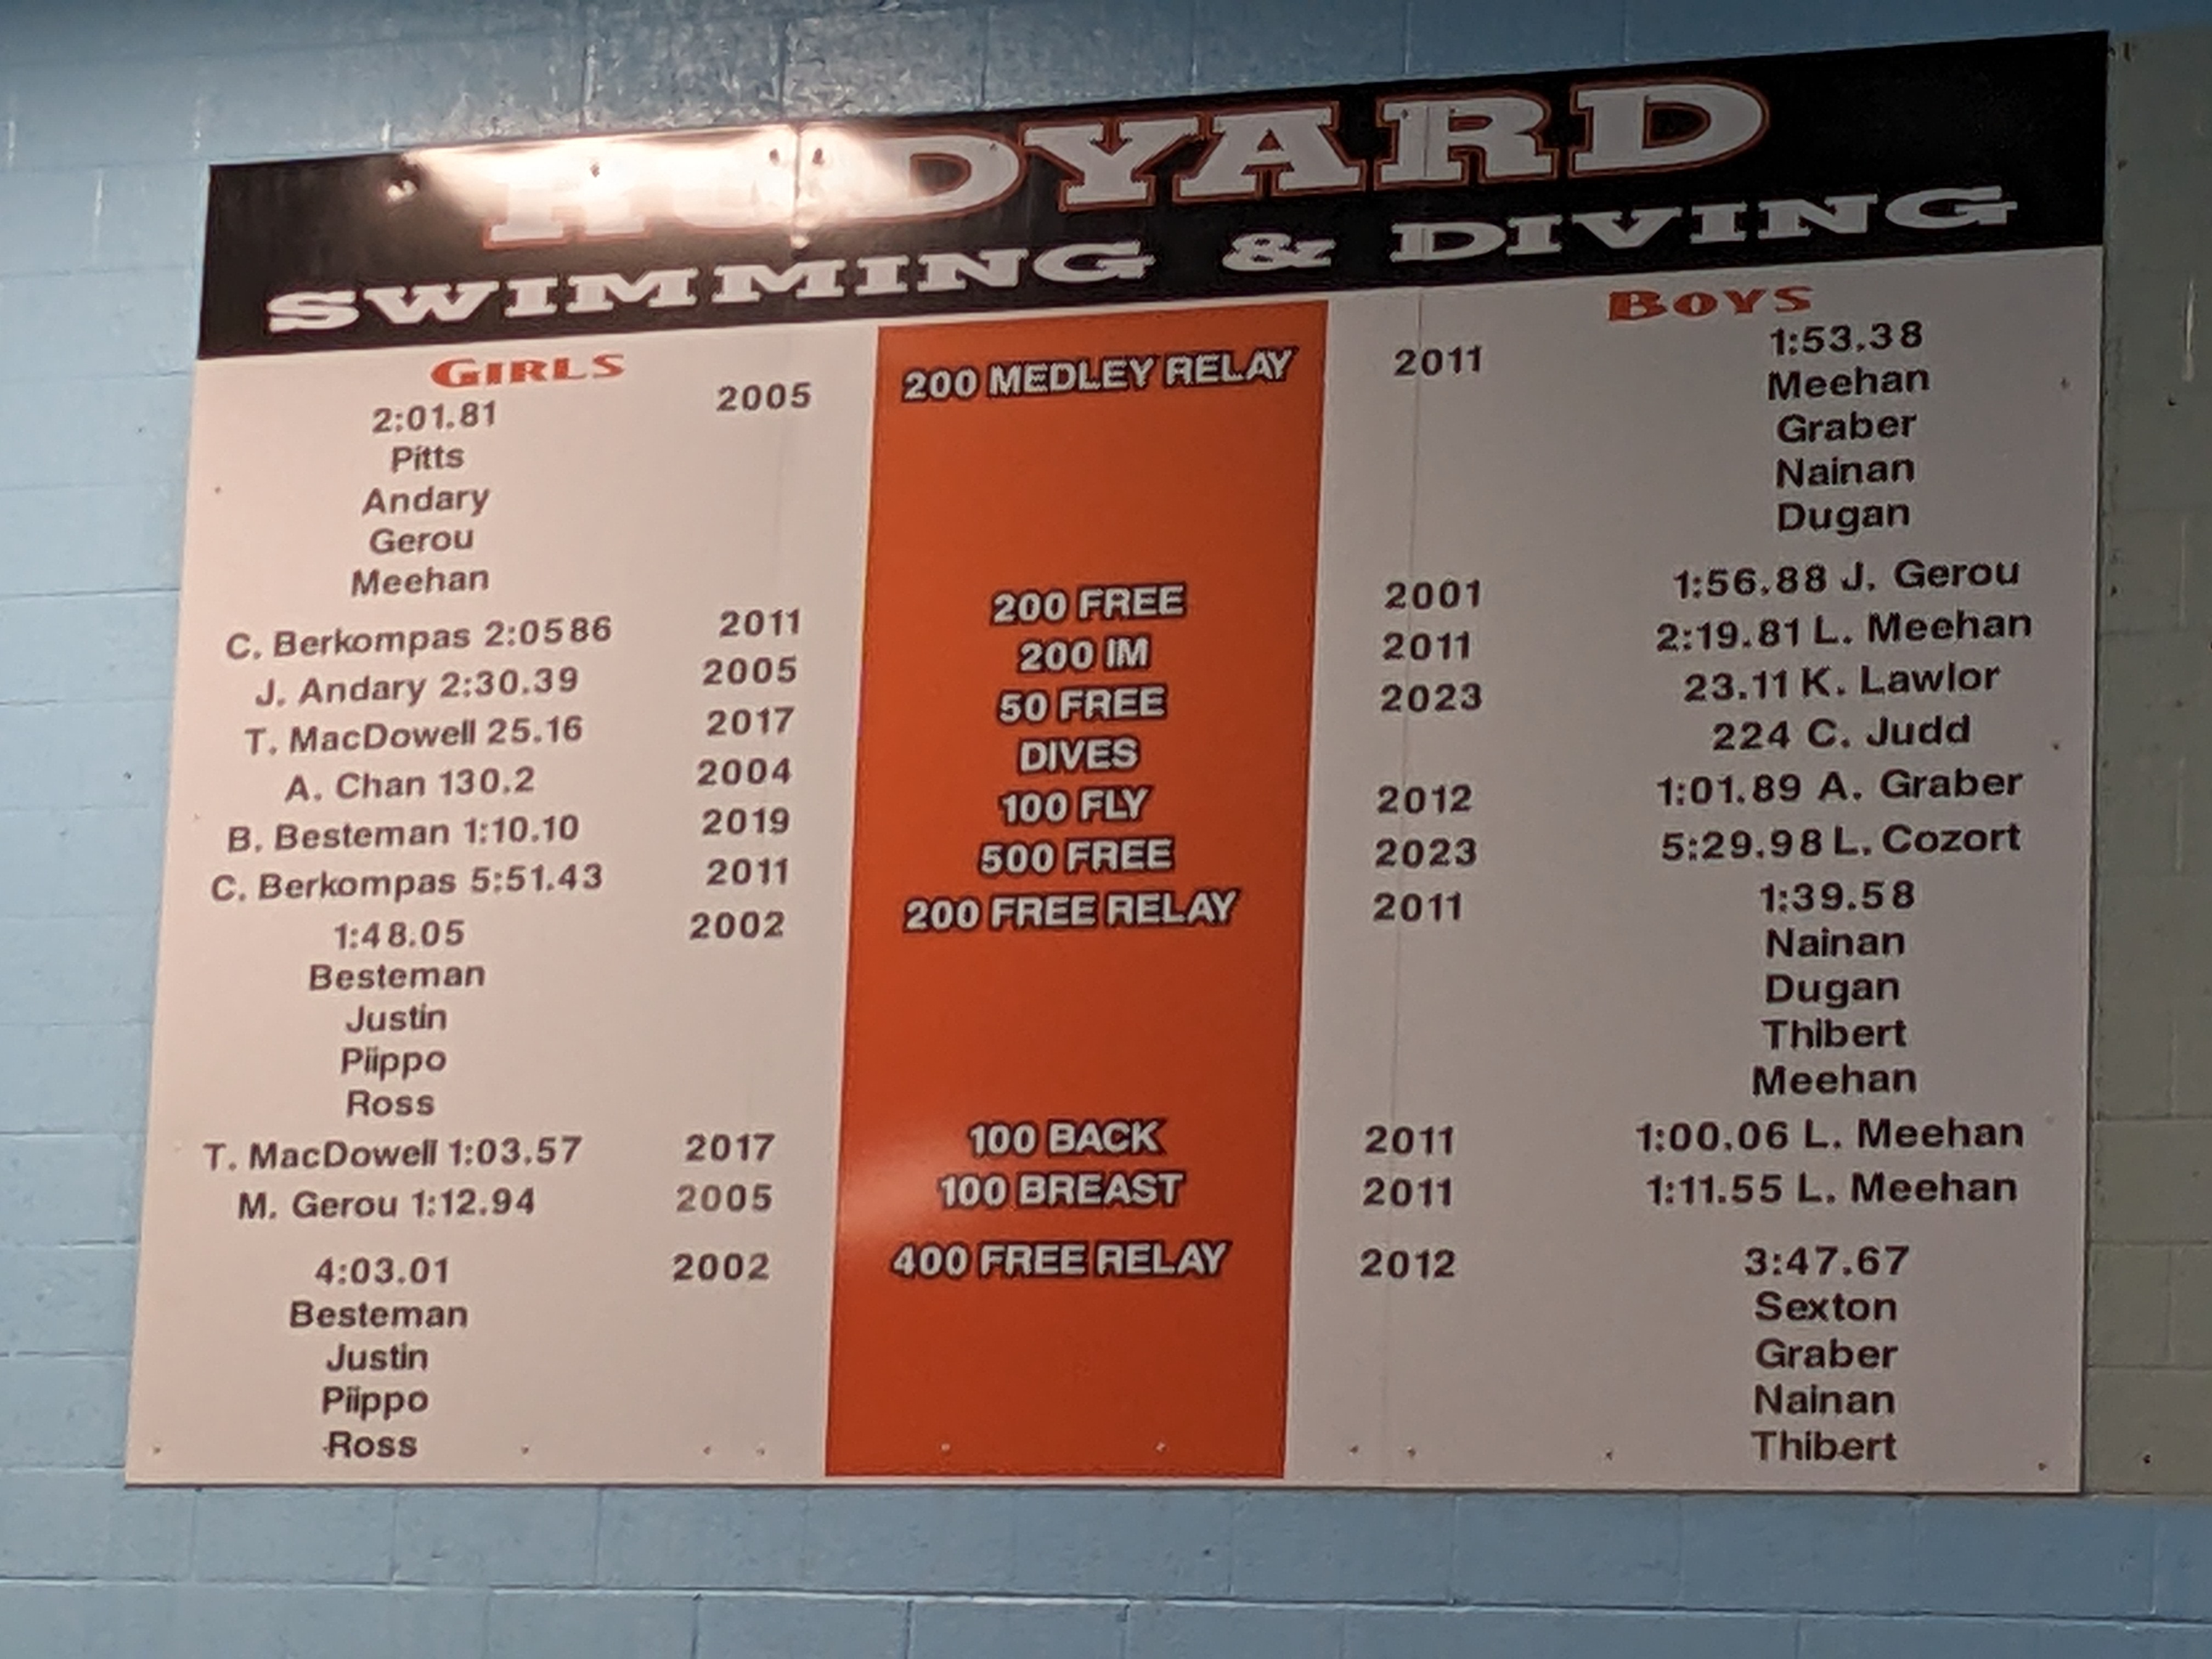 RUDYARD
SWIMMING & DIVING
GIRLS BOYS
2:01.81 2005 200 MEDLEY RELAY 2011 1:53.38
Pitts Meehan
Andary Graber
Gerou Nainan
Meehan Dugan
C. Berkompas 2:0586 2011 200 FREE 2001 1:56.88 J. Gerou
J. Andary 2:30.39 2005 200 IM 2011 2:19.81 L. Meehan
T. MacDowell 25.16 2017 50 FREE 2023 23.11 K. Lawlor
A. Chan 130.2 2004 DIVES 224 C. Judd
B. Besteman 1:10.10 2019 100 FLY 2012 1:01.89 A. Graber
C. Berkompas 5:51.43 2011 500 FREE 2023 5:29.98 L. Cozort
1:48.05 2002 200 FREE RELAY 2011 1:39.58
Besteman Nainan
Justin Dugan
Piippo Thibert
Ross Meehan
T. MacDowell 1:03.57 2017 100 BACK 2011 1:00.06 L. Meehan
M. Gerou 1:12.94 2005 100 BREAST 2011 1:11.55 L. Meehan
4:03.01 2002 400 FREE RELAY 2012 3:47.67
Besteman Sexton
Justin Graber
Piippo Nainan
Ross Thibert